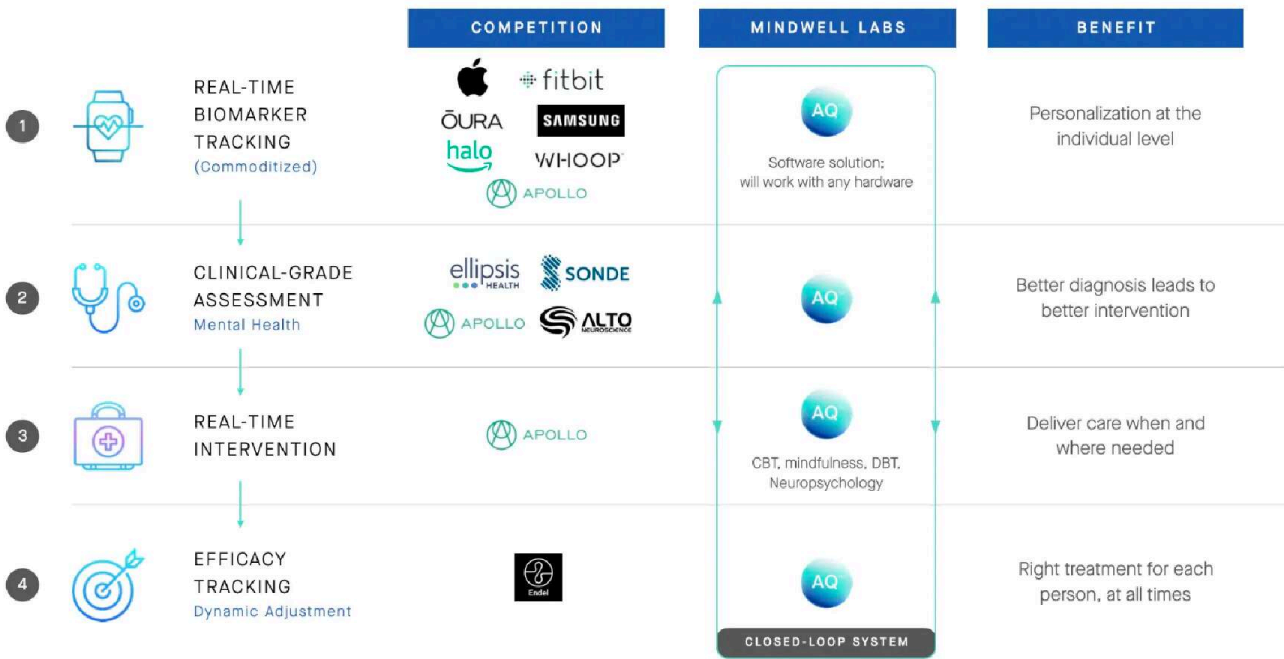 COMPETITION
MINDWELL LABS
BENEFIT
1
REAL-TIME
BIOMARKER
TRACKING
(Commoditized)
fitbit
ŌURA
SAMSUNG
halo
WHOOP
APOLLO
AQ
Software solution;
will work with any hardware
Personalization at the
individual level
2
CLINICAL-GRADE
ASSESSMENT
Mental Health
ellipsis
HEALTH
SONDE
APOLLO
ALTO
NEUROSCIENCE
AQ
Better diagnosis leads to
better intervention
3
REAL-TIME
INTERVENTION
APOLLO
AQ
CBT, mindfulness, DBT,
Neuropsychology
Deliver care when and
where needed
4
EFFICACY
TRACKING
Dynamic Adjustment
Endel
AQ
Right treatment for each
person, at all times
CLOSED-LOOP SYSTEM